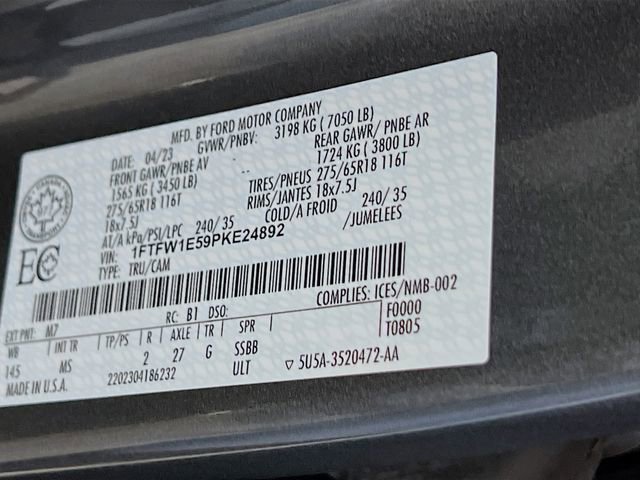 MFD. BY FORD MOTOR COMPANY
DATE: 04/23 GVWR/PNBV: 3198 KG ( 7050 LB)
FRONT GAWR/ PNBE AV -- REAR GAWR/ PNBE AR
1565 KG ( 3450 LB) 1724 KG ( 3800 LB)
275/65R18 116T TIRES/PNEUS 275/65R18 116T
18x7.5J RIMS/JANTES 18x7.5J
AT/A kPa/PSI/LPC 240/ 35 COLD/A FROID 240/ 35
VIN: 1FTFW1E59PKE24892 /JUMELEES
TYPE: TRU/CAM
EC
COMPLIES: ICES/NMB-002
RC: B1 DSO:
EXT PNT: M7 F0000
WB INT TR TP/PS R AXLE TR SPR T0805
145 MS 2 27 G SSBB
MADE IN U.S.A. 2202304186232 ULT 5U5A-3520472-AA